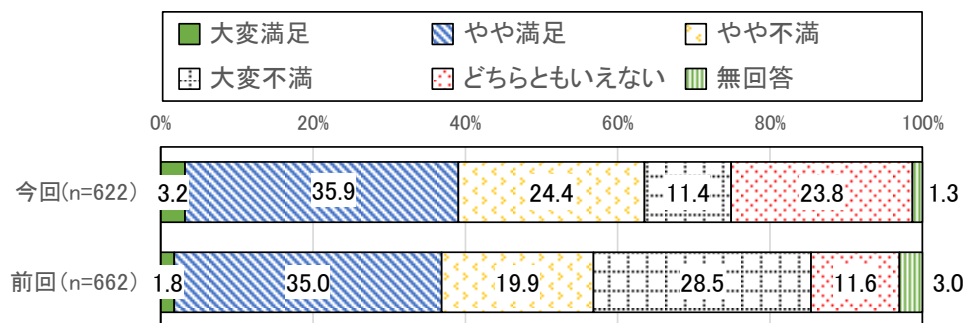 大変満足 やや満足 やや不満
大変不満 どちらともいえない 無回答
0% 20% 40% 60% 80% 100%
今回(n=622) 3.2 35.9 24.4 11.4 23.8 1.3
前回(n=662) 1.8 35.0 19.9 28.5 11.6 3.0